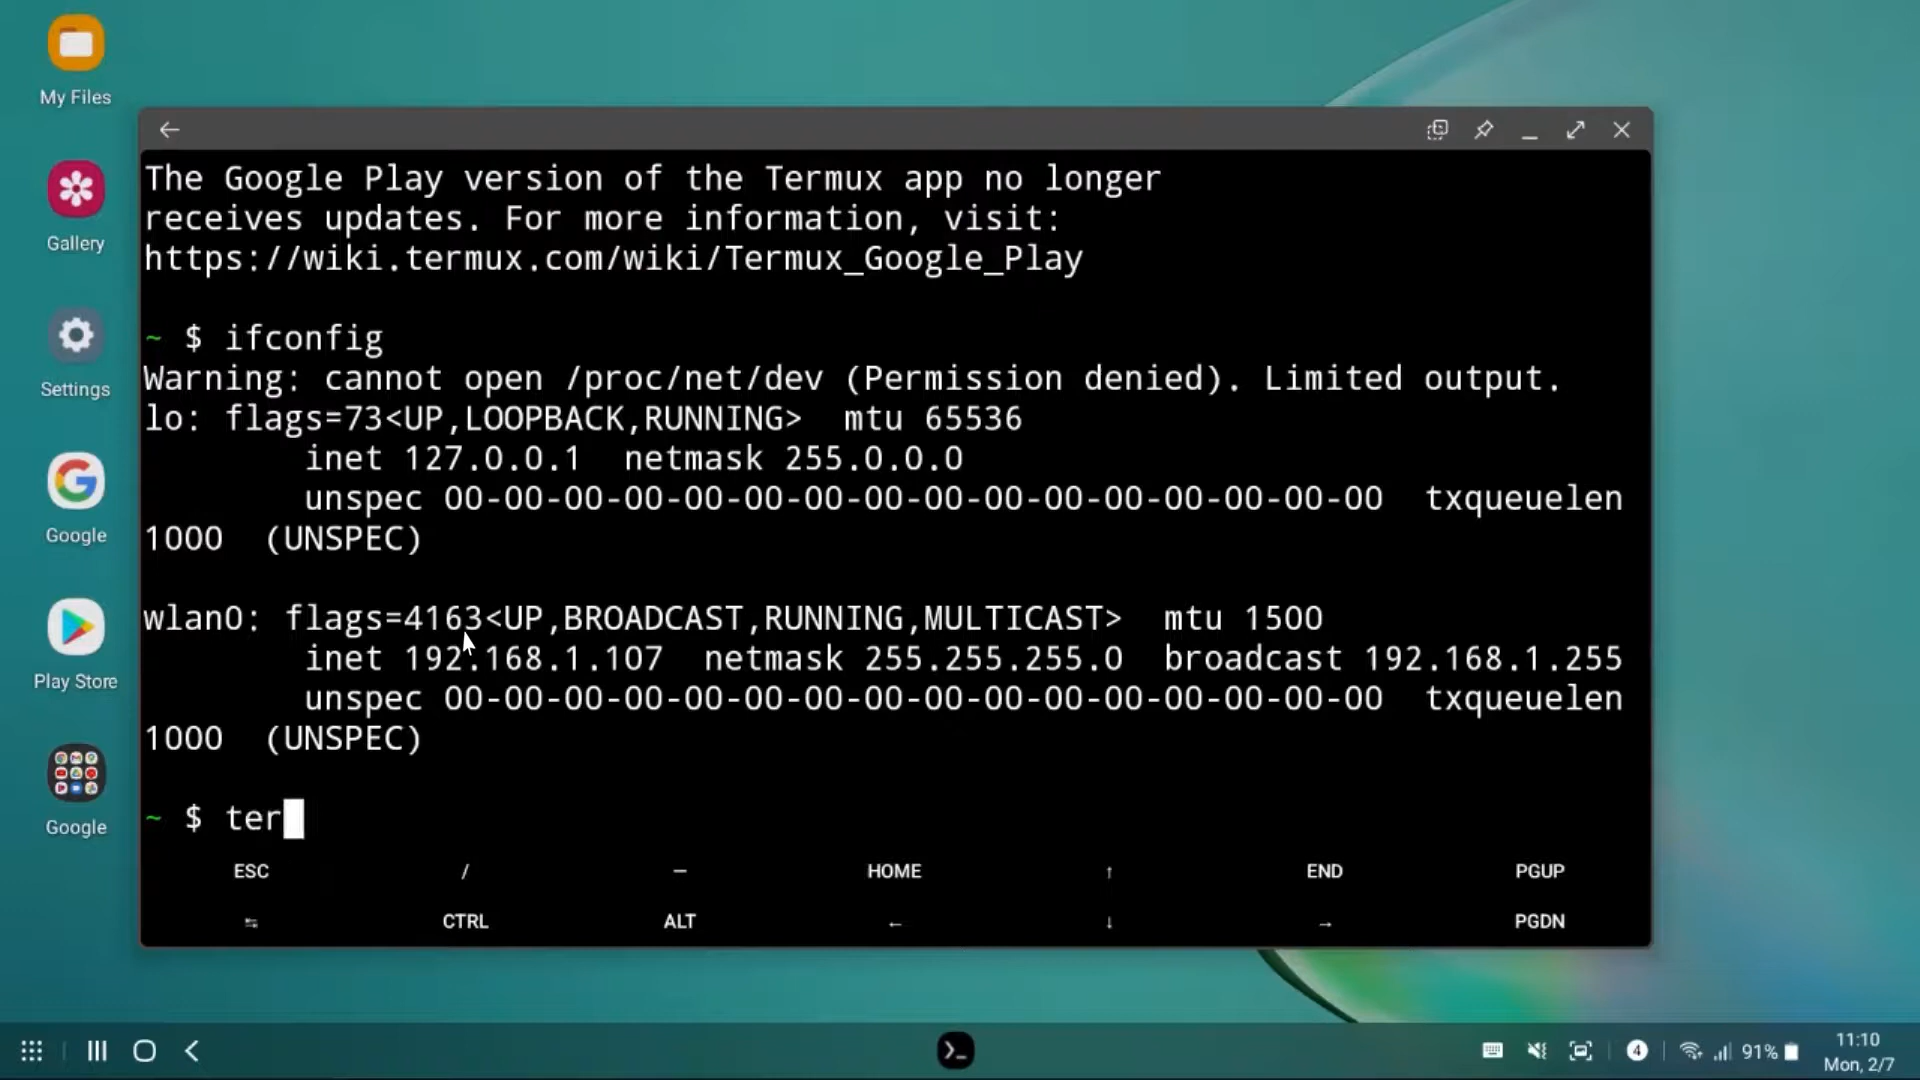 My Files
Gallery
Settings
Google
Play Store
Google
The Google Play version of the Termux app no longer
receives updates. For more information, visit:
https://wiki.termux.com/wiki/Termux_Google_Play
~ $ ifconfig
Warning: cannot open /proc/net/dev (Permission denied). Limited output.
lo: flags=73<UP,LOOPBACK,RUNNING>  mtu 65536
inet 127.0.0.1  netmask 255.0.0.0
unspec 00-00-00-00-00-00-00-00-00-00-00-00-00-00-00-00  txqueuelen
1000  (UNSPEC)
wlan0: flags=4163<UP,BROADCAST,RUNNING,MULTICAST>  mtu 1500
inet 192.168.1.107  netmask 255.255.255.0  broadcast 192.168.1.255
unspec 00-00-00-00-00-00-00-00-00-00-00-00-00-00-00-00  txqueuelen
1000  (UNSPEC)
~ $ ter
ESC / — HOME ↑ END PGUP
⇆ CTRL ALT ← ↓ → PGDN
4 91% 11:10
Mon, 2/7